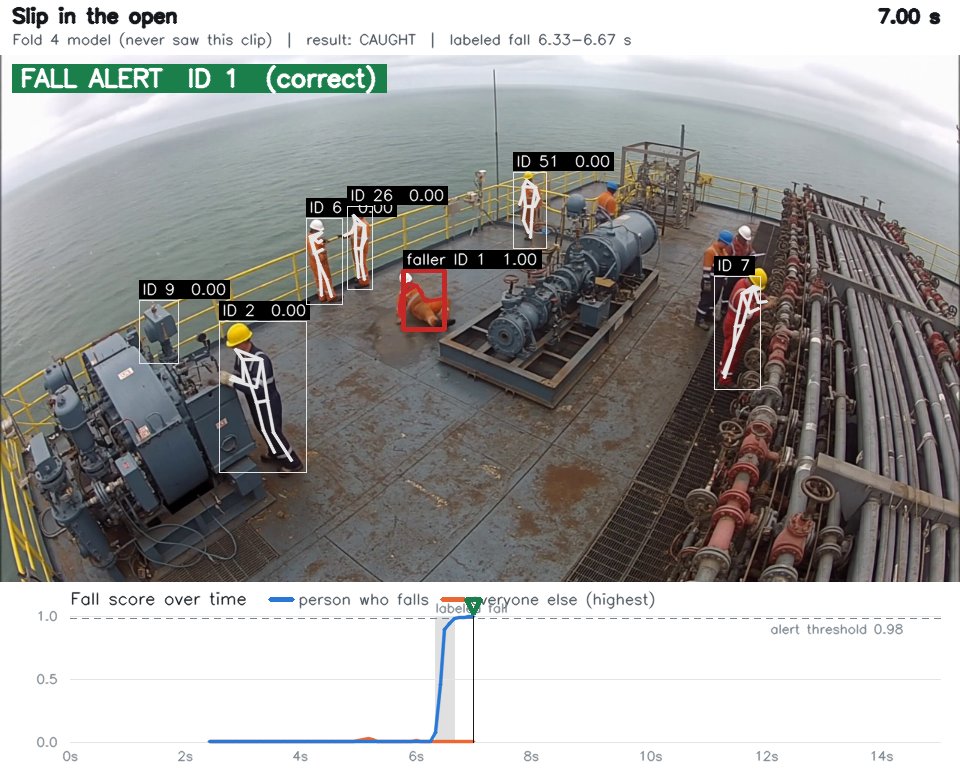 Slip in the open
7.00 s
Fold 4 model (never saw this clip) | result: CAUGHT | labeled fall 6.33–6.67 s
FALL ALERT ID 1 (correct)
ID 51 0.00
ID 26 0.00
ID 6 0.00
faller ID 1 1.00
ID 7
ID 9 0.00
ID 2 0.00
Fall score over time
person who falls
everyone else (highest)
labeled fall
1.0
alert threshold 0.98
0.5
0.0
0s 2s 4s 6s 8s 10s 12s 14s